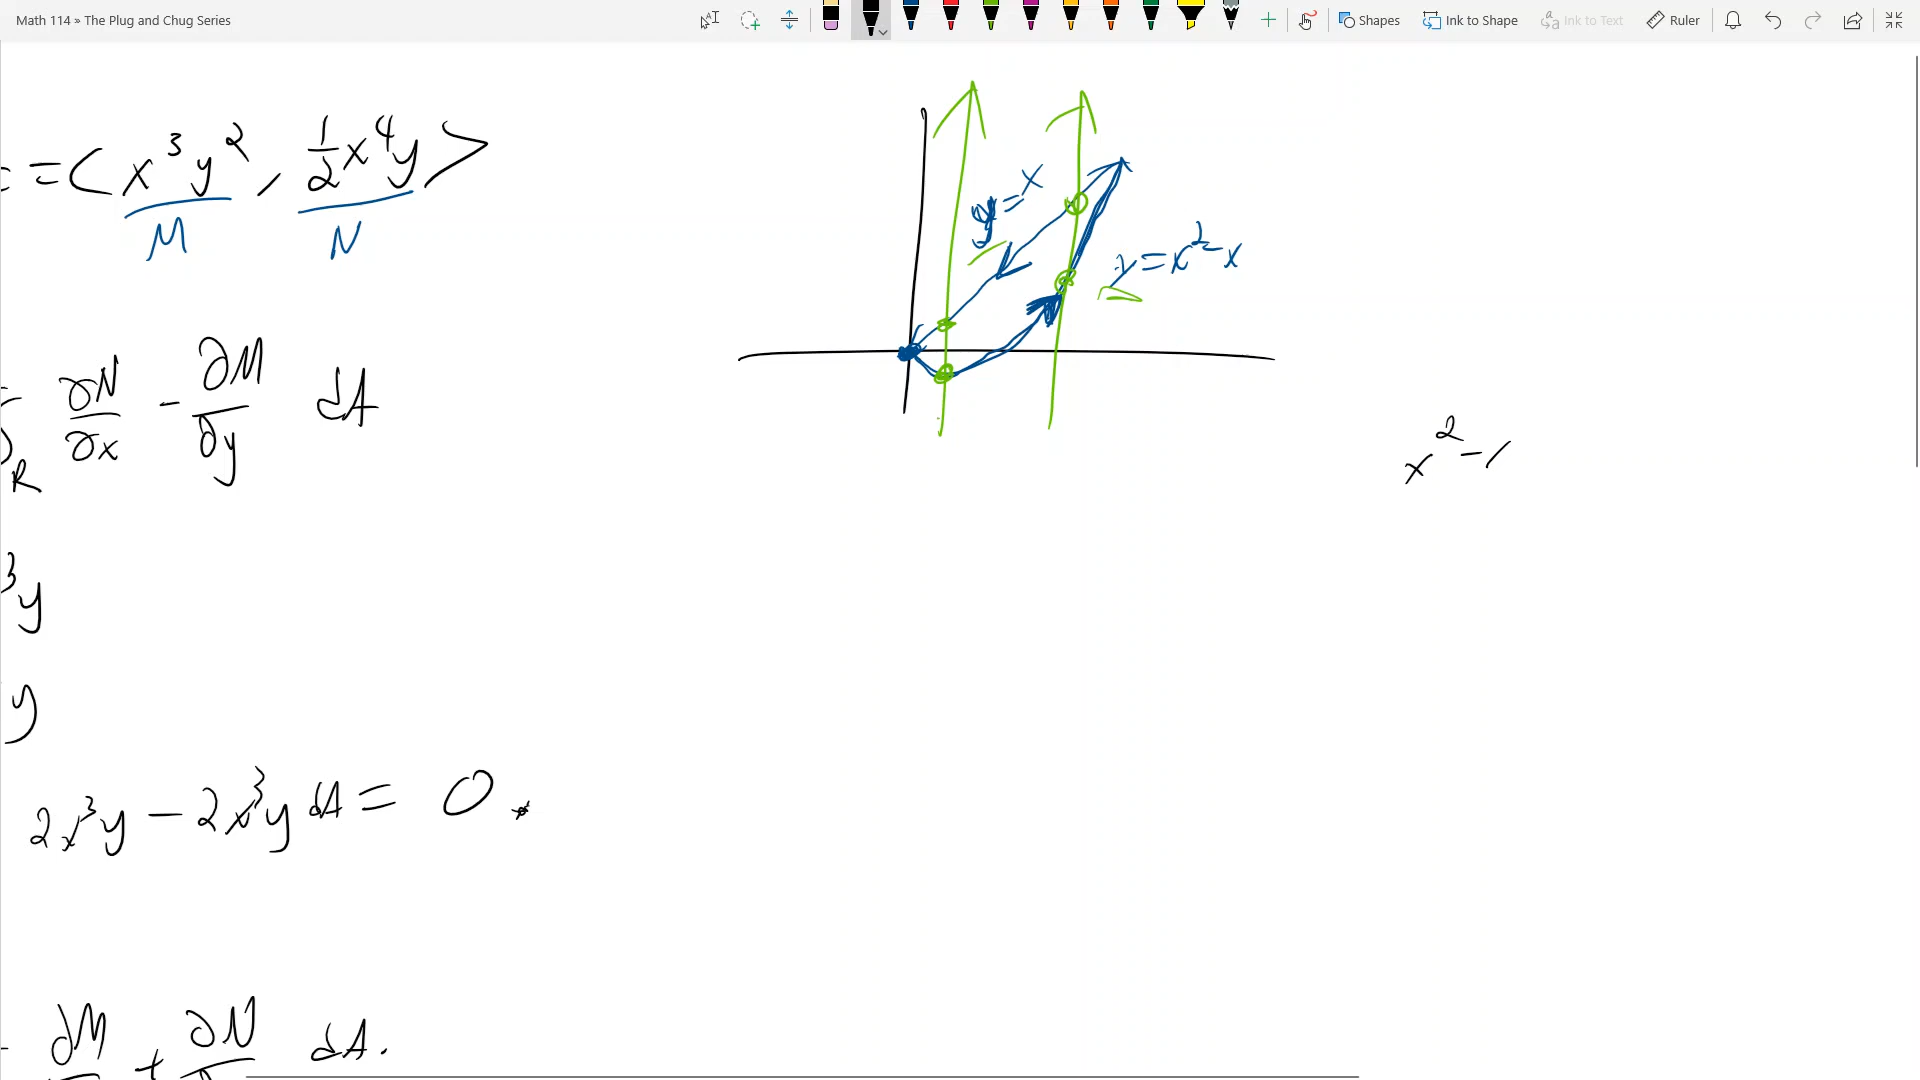 Math 114 » The Plug and Chug Series
Shapes Ink to Shape Ink to Text Ruler
= < x³y² , ½x⁴y >
M N
y = x
y = x² - x
∂N/∂x - ∂M/∂y dA
R
x² -
³y
y
2x³y - 2x³y dA = 0.
∂M + ∂N dA.